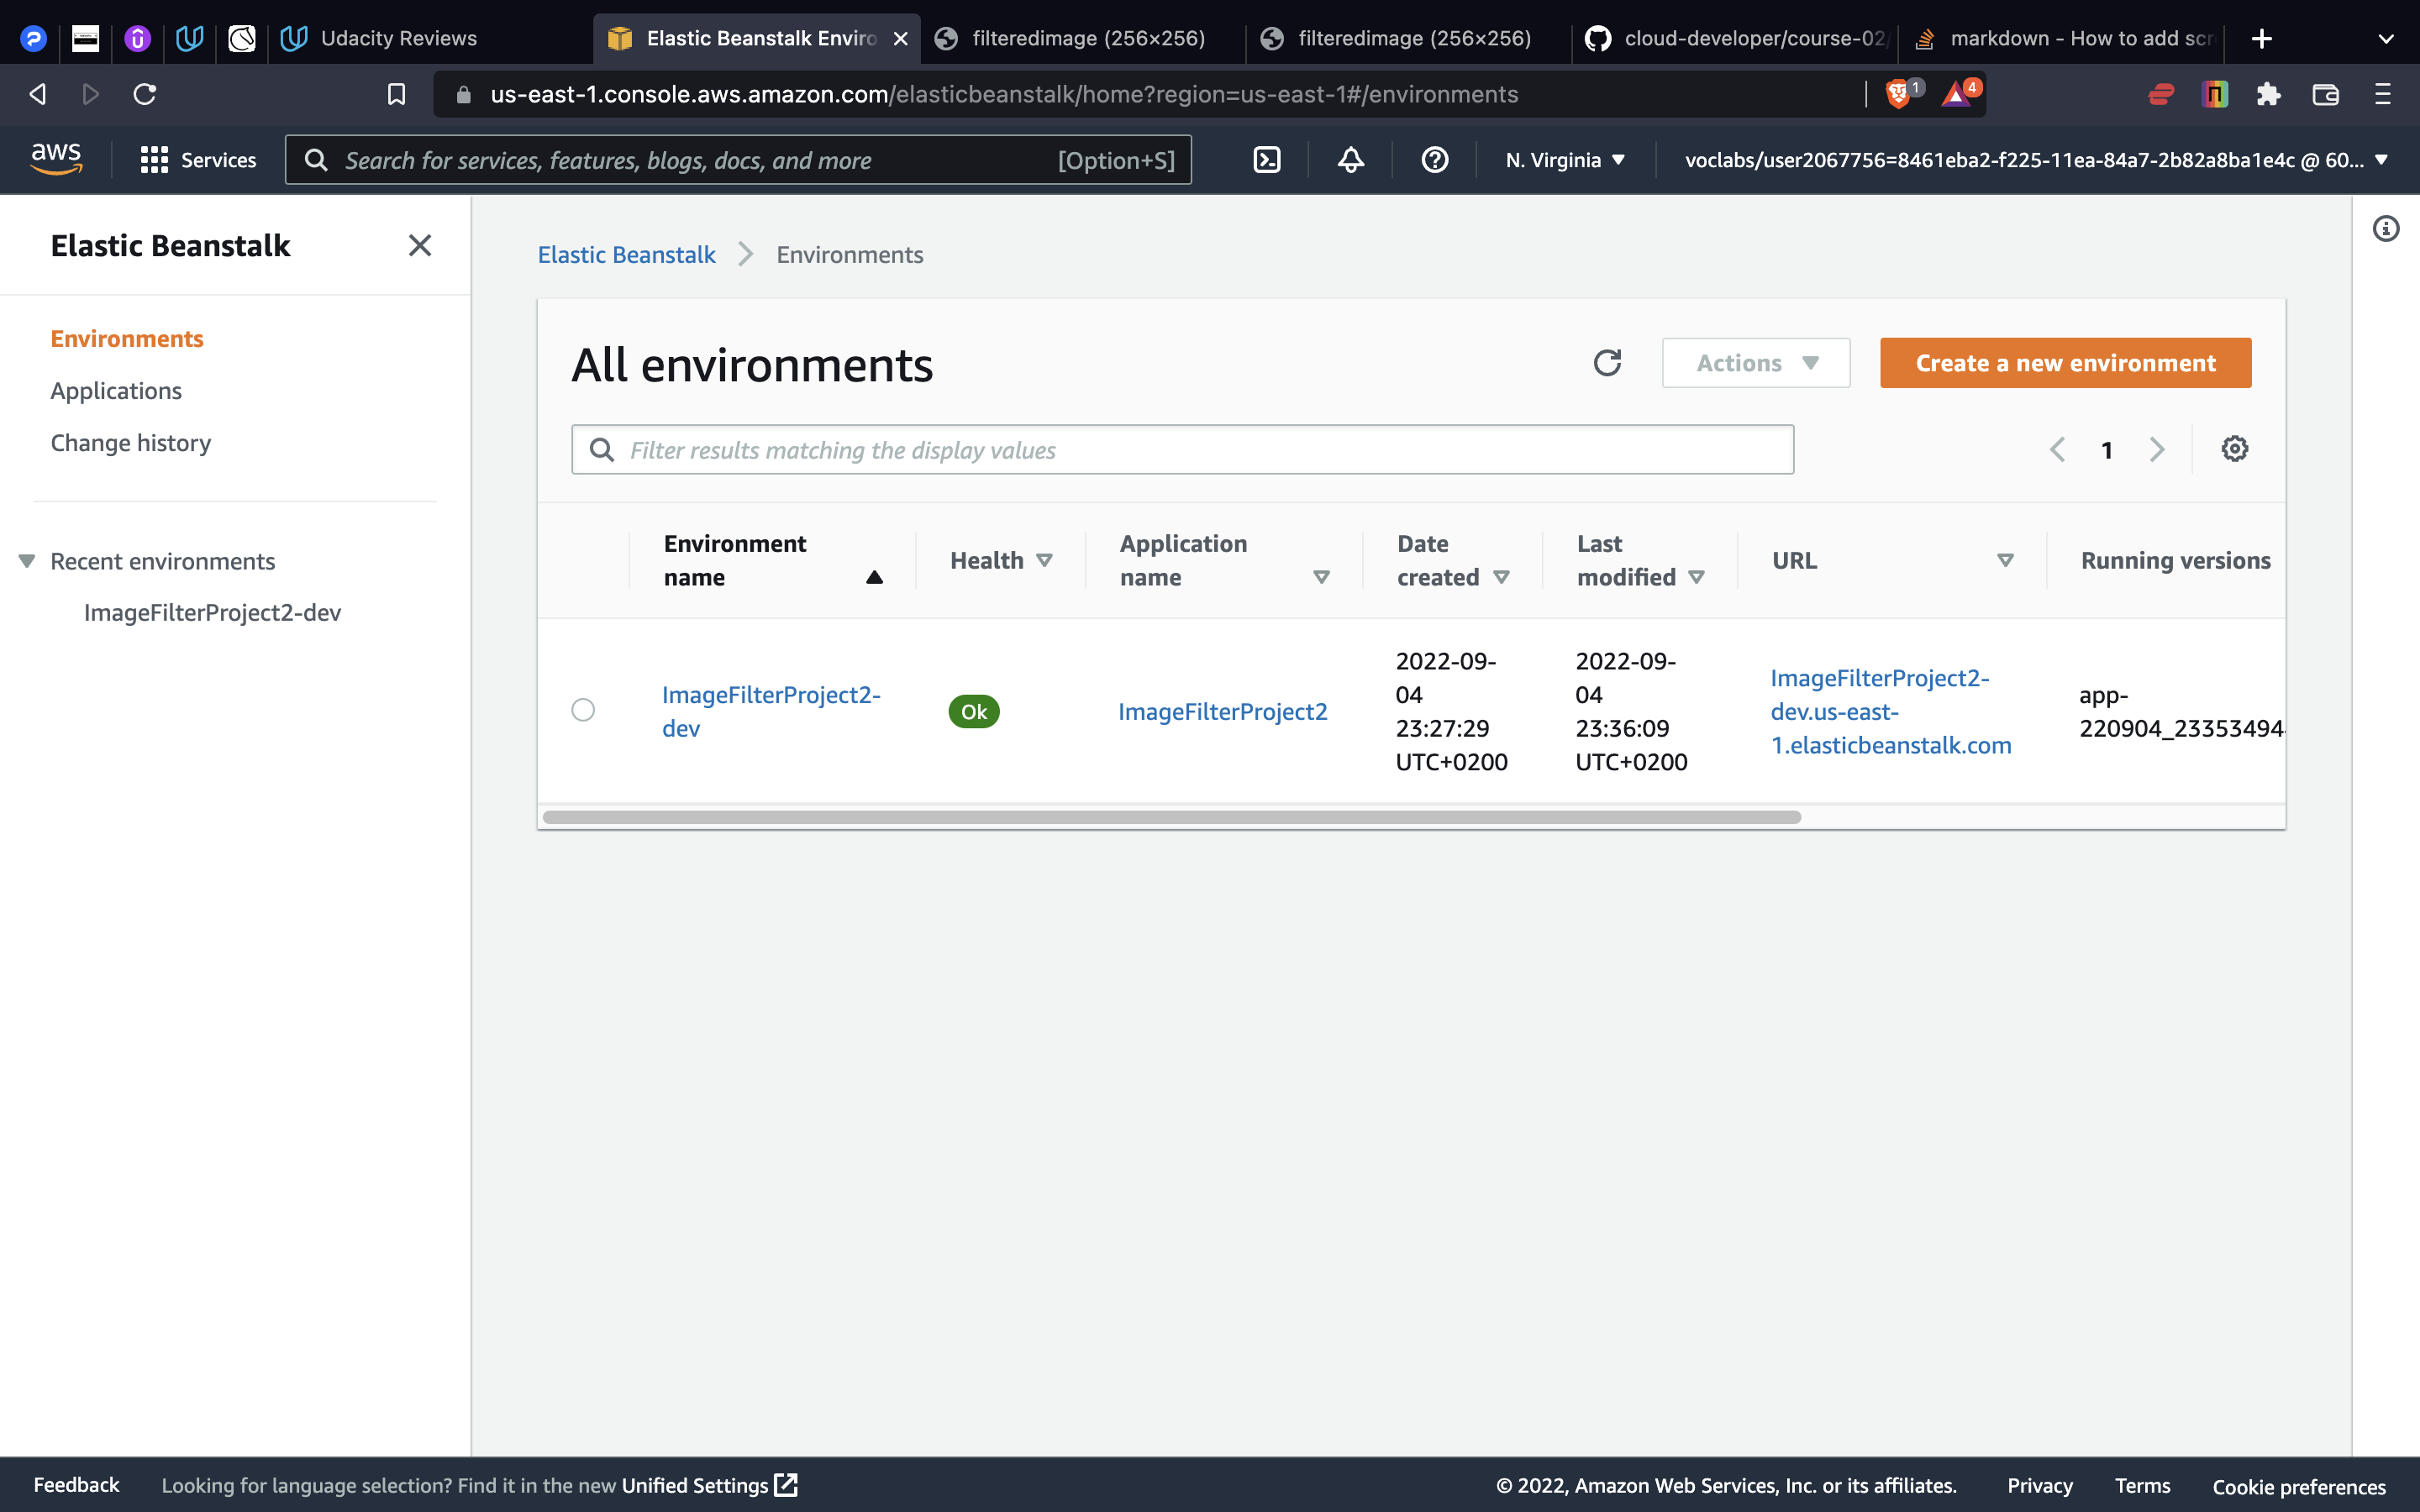 Udacity Reviews
Elastic Beanstalk Enviro
filteredimage (256×256)
filteredimage (256×256)
cloud-developer/course-02/
markdown - How to add scr
us-east-1.console.aws.amazon.com/elasticbeanstalk/home?region=us-east-1#/environments
1
4
aws
Services
Search for services, features, blogs, docs, and more
[Option+S]
N. Virginia
voclabs/user2067756=8461eba2-f225-11ea-84a7-2b82a8ba1e4c @ 60...
Elastic Beanstalk
Environments
Applications
Change history
Recent environments
ImageFilterProject2-dev
Elastic Beanstalk
Environments
All environments
Actions
Create a new environment
Filter results matching the display values
1
Environment
name
Health
Application
name
Date
created
Last
modified
URL
Running versions
ImageFilterProject2-
dev
Ok
ImageFilterProject2
2022-09-
04
23:27:29
UTC+0200
2022-09-
04
23:36:09
UTC+0200
ImageFilterProject2-
dev.us-east-
1.elasticbeanstalk.com
app-
220904_23353494
Feedback
Looking for language selection? Find it in the new Unified Settings
© 2022, Amazon Web Services, Inc. or its affiliates.
Privacy
Terms
Cookie preferences